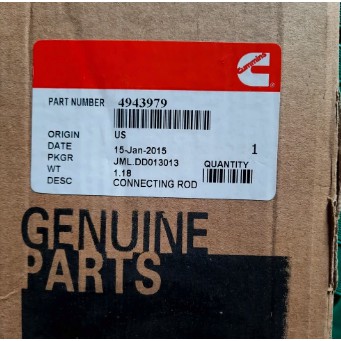 Cummins
PART NUMBER 4943979
ORIGIN US
DATE 15-Jan-2015 1
PKGR JML.DD013013 QUANTITY
WT 1.18
DESC CONNECTING ROD
GENUINE
PARTS